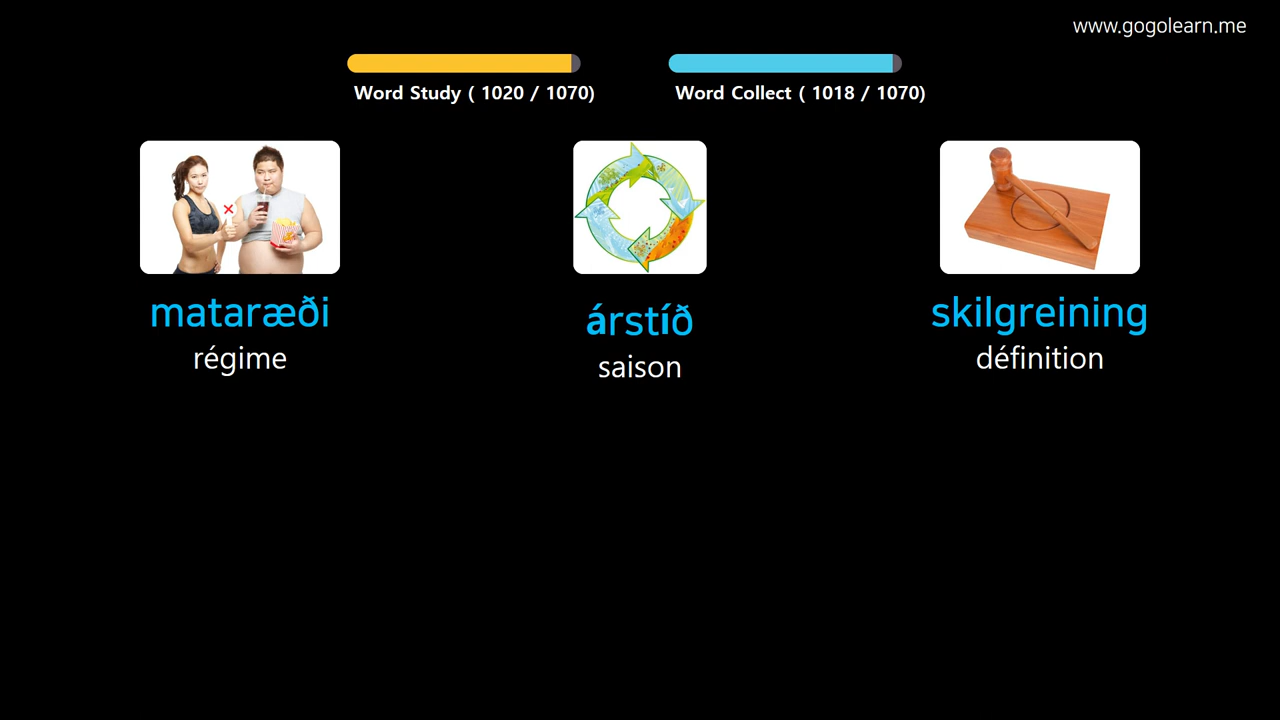 www.gogolearn.me
Word Study ( 1020 / 1070)
Word Collect ( 1018 / 1070)
mataræði
régime
árstíð
saison
skilgreining
définition